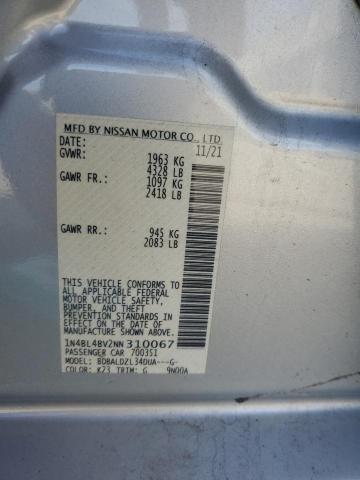 MFD BY NISSAN MOTOR CO., LTD
DATE: 11/21
GVWR: 1963 KG
4328 LB
GAWR FR.: 1097 KG
2418 LB
GAWR RR.: 945 KG
2083 LB
THIS VEHICLE CONFORMS TO
ALL APPLICABLE FEDERAL
MOTOR VEHICLE SAFETY,
BUMPER, AND THEFT
PREVENTION STANDARDS IN
EFFECT ON THE DATE OF
MANUFACTURE SHOWN ABOVE.
1N4BL4BV2NN310067
PASSENGER CAR 700351
MODEL: BDBALDZL34DUA---G-
COLOR: K23 TRIM: G 9N00A